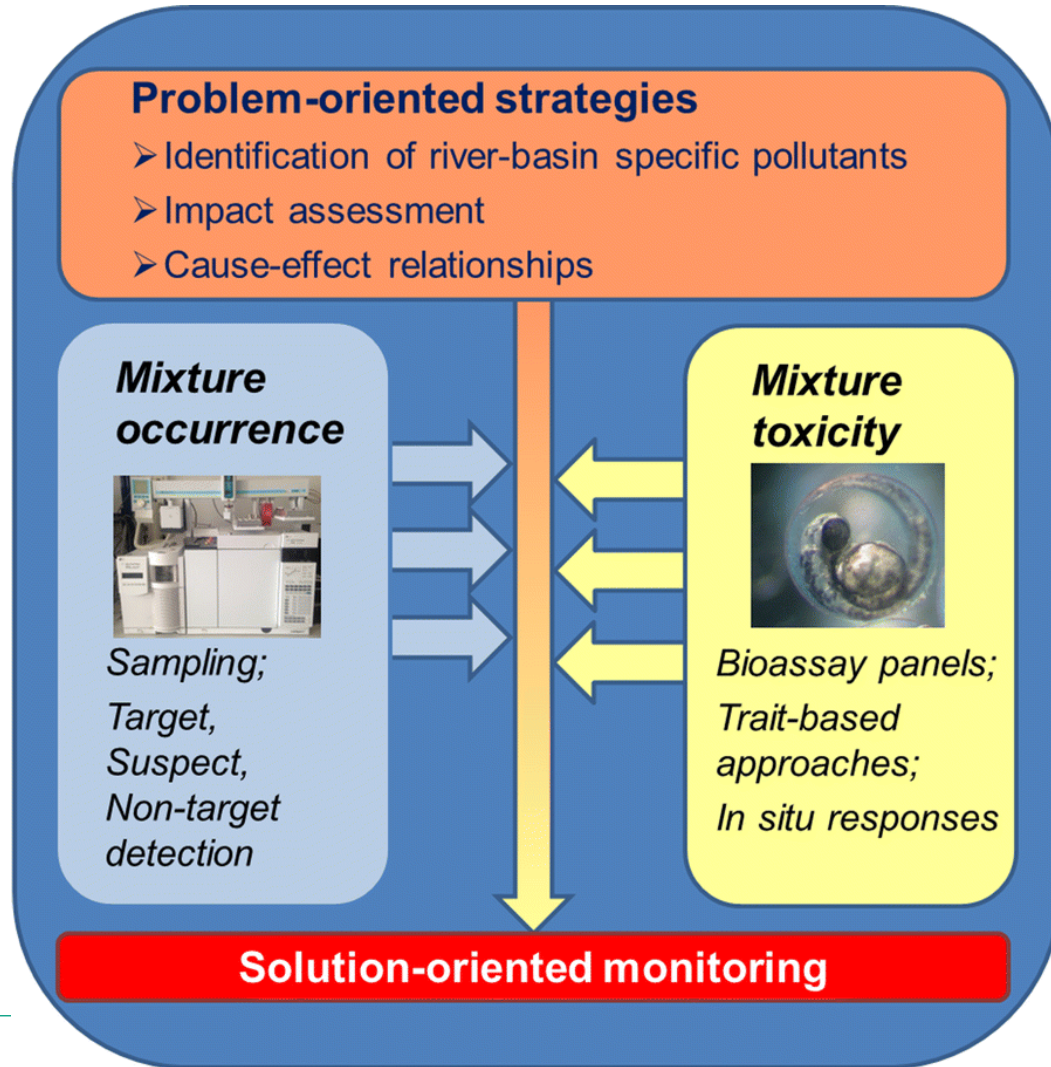 Problem-oriented strategies
➢ Identification of river-basin specific pollutants
➢ Impact assessment
➢ Cause-effect relationships
Mixture
occurrence
Sampling;
Target,
Suspect,
Non-target
detection
Mixture
toxicity
Bioassay panels;
Trait-based
approaches;
In situ responses
Solution-oriented monitoring